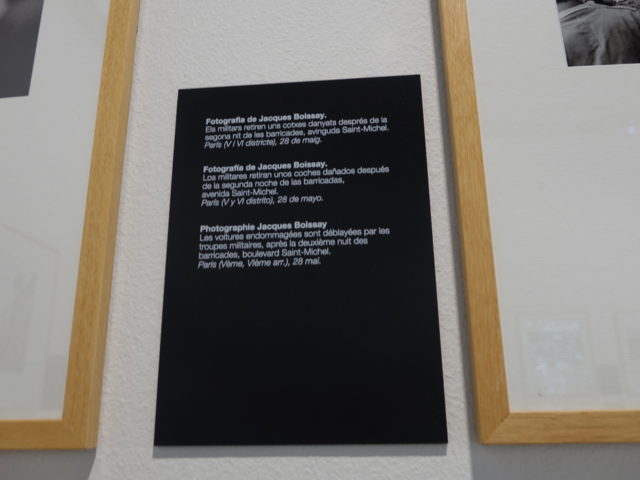 Fotografia de Jacques Boissay.
Els militars retiren uns cotxes danyats després de la
segona nit de les barricades, avinguda Saint-Michel.
París (V i VI districte), 28 de maig.
Fotografía de Jacques Boissay.
Los militares retiran unos coches dañados después
de la segunda noche de las barricadas,
avenida Saint-Michel.
París (V y VI distrito), 28 de mayo.
Photographie Jacques Boissay
Les voitures endommagées sont déblayées par les
troupes militaires, après la deuxième nuit des
barricades, boulevard Saint-Michel.
Paris (Vème, VIème arr.), 28 mai.